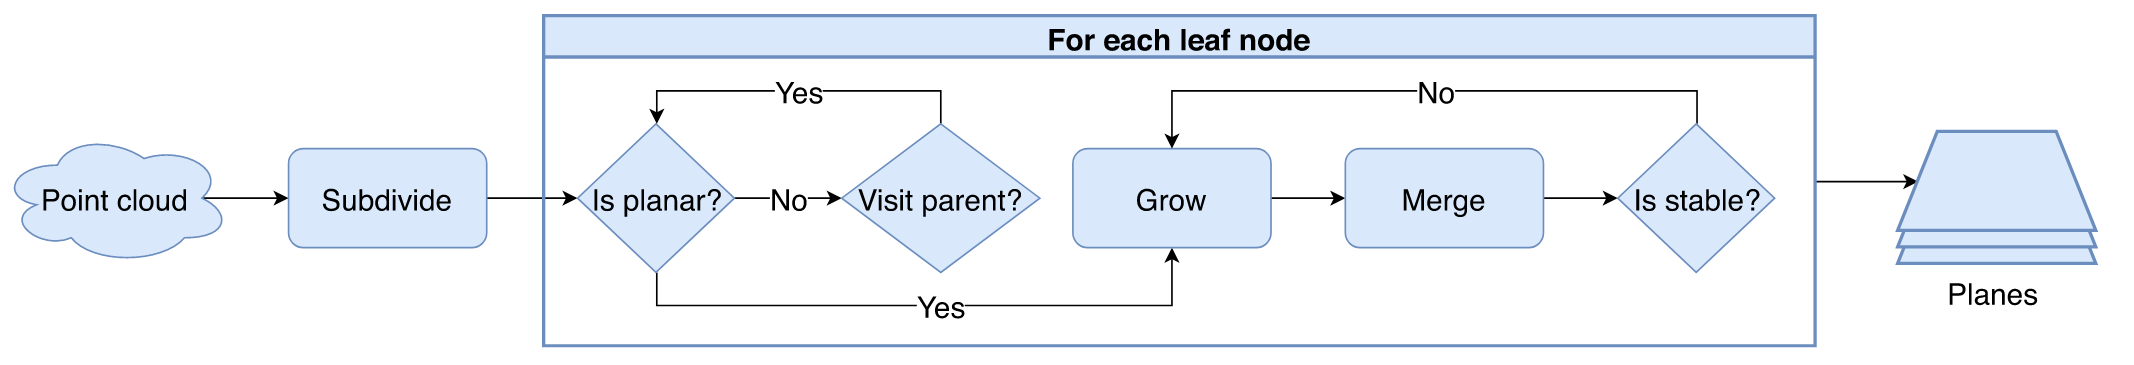 For each leaf node
Yes
No
Point cloud
Subdivide
Is planar?
No
Visit parent?
Grow
Merge
Is stable?
Yes
Planes